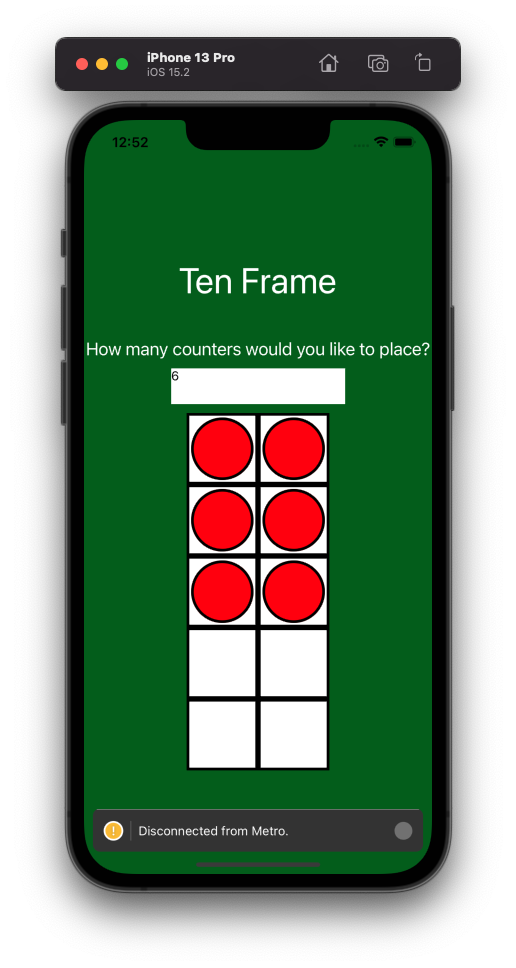 iPhone 13 Pro
iOS 15.2
12:52
Ten Frame
How many counters would you like to place?
6
Disconnected from Metro.